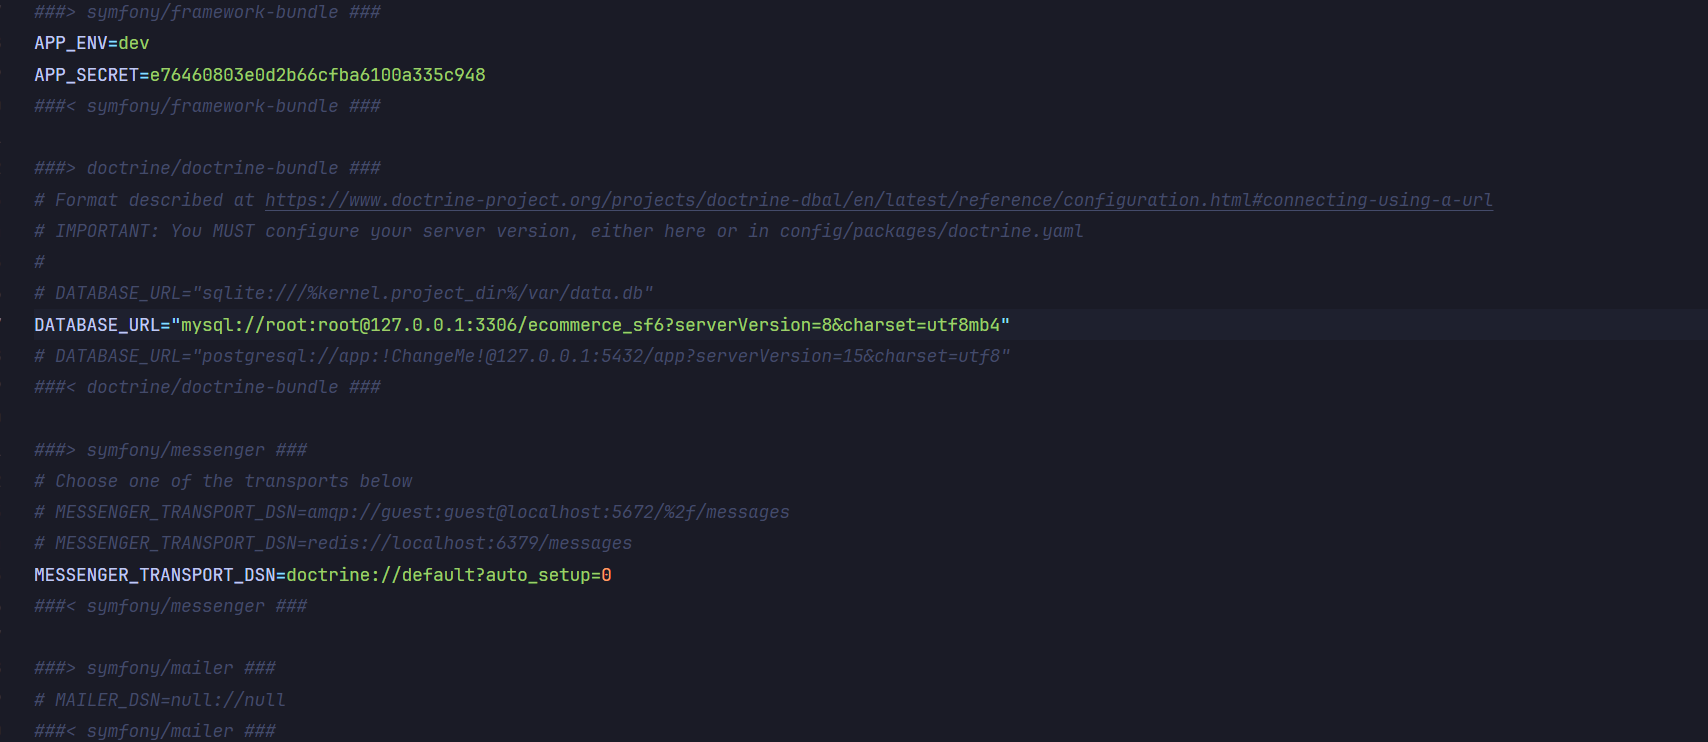 ###> symfony/framework-bundle ###
APP_ENV=dev
APP_SECRET=e76460803e0d2b66cfba6100a335c948
###< symfony/framework-bundle ###
###> doctrine/doctrine-bundle ###
# Format described at https://www.doctrine-project.org/projects/doctrine-dbal/en/latest/reference/configuration.html#connecting-using-a-url
# IMPORTANT: You MUST configure your server version, either here or in config/packages/doctrine.yaml
#
# DATABASE_URL="sqlite:///%kernel.project_dir%/var/data.db"
DATABASE_URL="mysql://root:root@127.0.0.1:3306/ecommerce_sf6?serverVersion=8&charset=utf8mb4"
# DATABASE_URL="postgresql://app:!ChangeMe!@127.0.0.1:5432/app?serverVersion=15&charset=utf8"
###< doctrine/doctrine-bundle ###
###> symfony/messenger ###
# Choose one of the transports below
# MESSENGER_TRANSPORT_DSN=amqp://guest:guest@localhost:5672/%2f/messages
# MESSENGER_TRANSPORT_DSN=redis://localhost:6379/messages
MESSENGER_TRANSPORT_DSN=doctrine://default?auto_setup=0
###< symfony/messenger ###
###> symfony/mailer ###
# MAILER_DSN=null://null
###< symfony/mailer ###